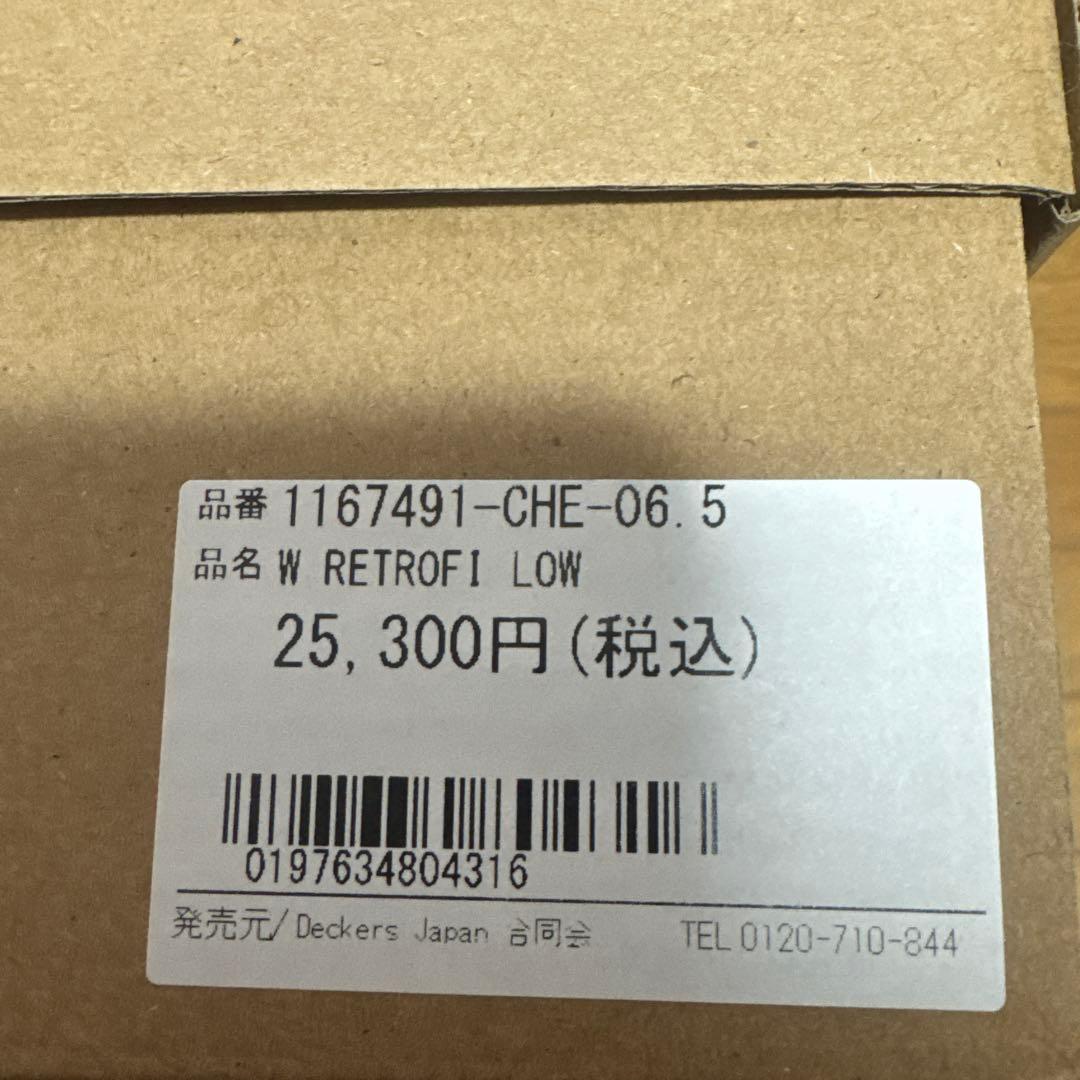 品番 1167491-CHE-06.5
品名 W RETROFI LOW
25,300円(税込)
0197634804316
発売元/Deckers Japan 合同会
TEL 0120-710-844